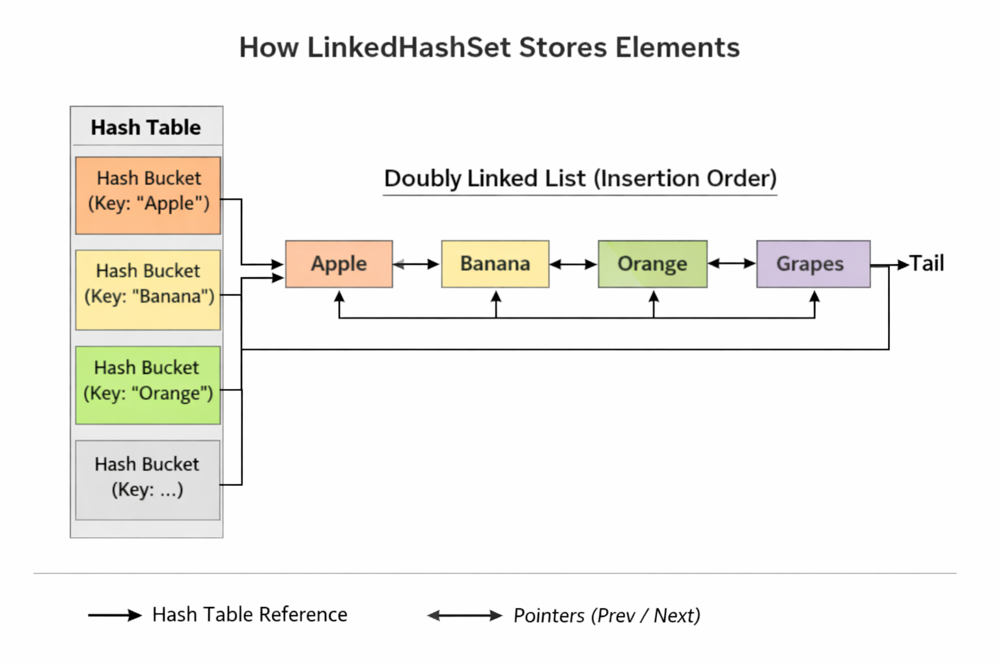 How LinkedHashSet Stores Elements
Hash Table
Hash Bucket
(Key: "Apple")
Hash Bucket
(Key: "Banana")
Hash Bucket
(Key: "Orange")
Hash Bucket
(Key: ...)
Doubly Linked List (Insertion Order)
Apple
Banana
Orange
Grapes
Tail
Hash Table Reference
Pointers (Prev / Next)